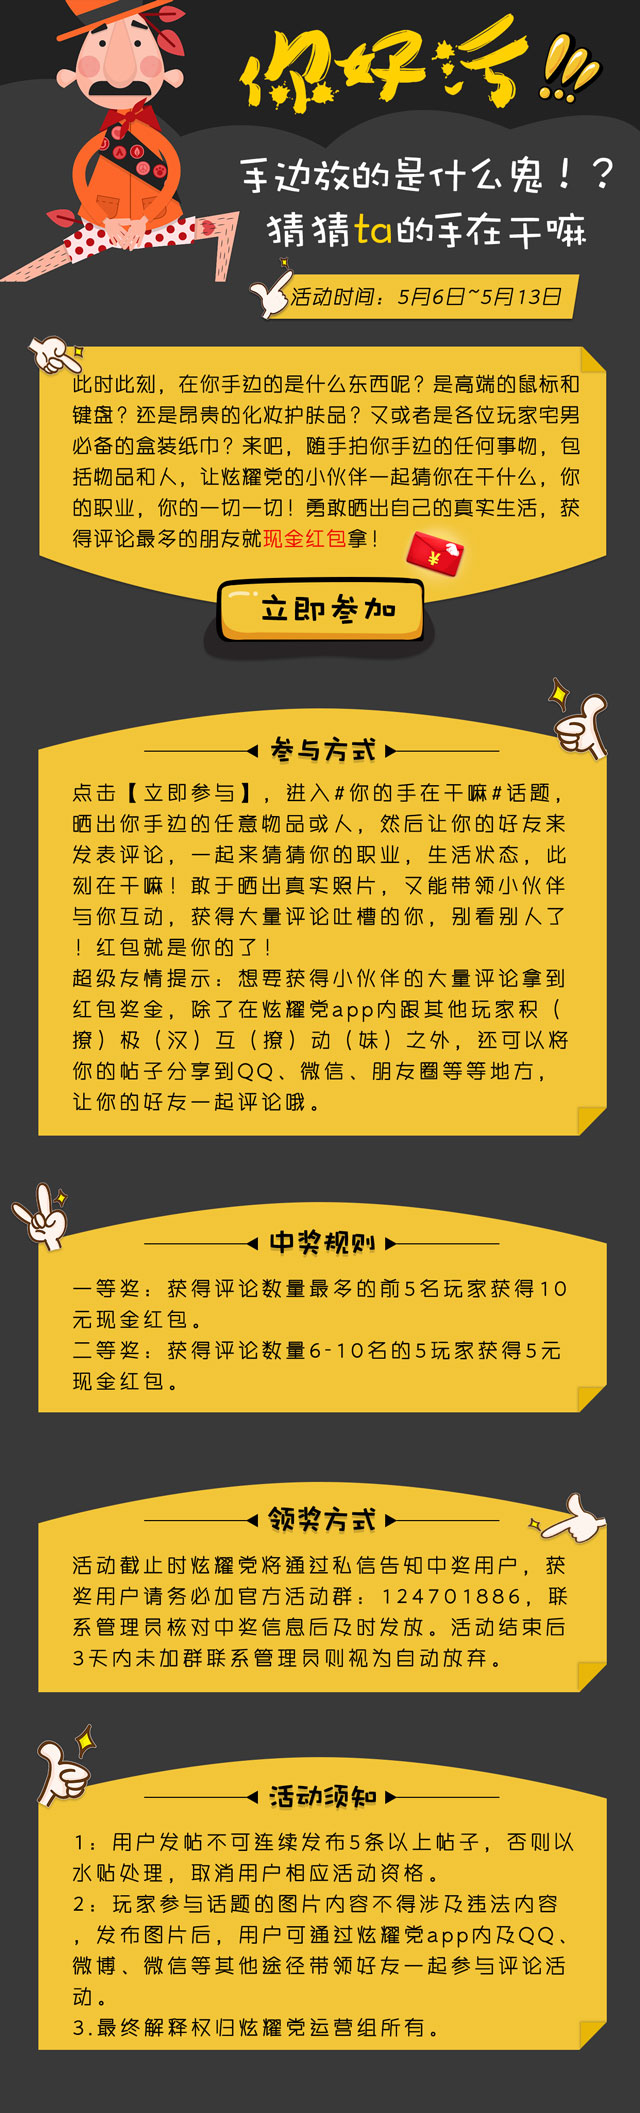 你好污!!!
手边放的是什么鬼！？
猜猜ta的手在干嘛
活动时间：5月6日~5月13日
此时此刻，在你手边的是什么东西呢？是高端的鼠标和
键盘？还是昂贵的化妆护肤品？又或者是各位玩家宅男
必备的盒装纸巾？来吧，随手拍你手边的任何事物，包
括物品和人，让炫耀党的小伙伴一起猜你在干什么，你
的职业，你的一切一切！勇敢晒出自己的真实生活，获
得评论最多的朋友就现金红包拿！
¥
立即参加
参与方式
点击【立即参与】，进入#你的手在干嘛#话题，
晒出你手边的任意物品或人，然后让你的好友来
发表评论，一起来猜猜你的职业，生活状态，此
刻在干嘛！敢于晒出真实照片，又能带领小伙伴
与你互动，获得大量评论吐槽的你，别看别人了
！红包就是你的了！
超级友情提示：想要获得小伙伴的大量评论拿到
红包奖金，除了在炫耀党app内跟其他玩家积（
撩）极（汉）互（撩）动（妹）之外，还可以将
你的帖子分享到QQ、微信、朋友圈等等地方，
让你的好友一起评论哦。
中奖规则
一等奖：获得评论数量最多的前5名玩家获得10
元现金红包。
二等奖：获得评论数量6-10名的5玩家获得5元
现金红包。
领奖方式
活动截止时炫耀党将通过私信告知中奖用户，获
奖用户请务必加官方活动群：124701886，联
系管理员核对中奖信息后及时发放。活动结束后
3天内未加群联系管理员则视为自动放弃。
活动须知
1：用户发帖不可连续发布5条以上帖子，否则以
水贴处理，取消用户相应活动资格。
2：玩家参与话题的图片内容不得涉及违法内容
，发布图片后，用户可通过炫耀党app内及QQ、
微博、微信等其他途径带领好友一起参与评论活
动。
3.最终解释权归炫耀党运营组所有。